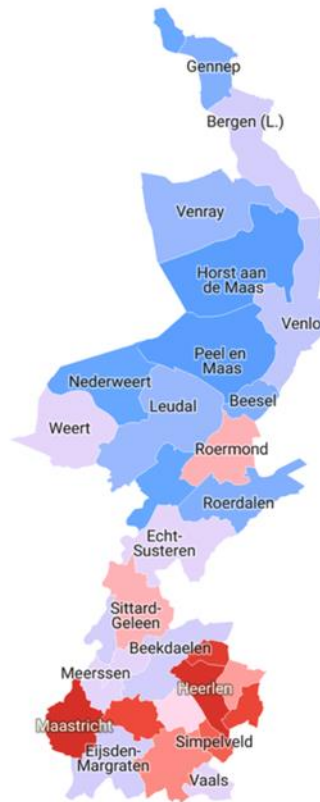 Gennep
Bergen (L.)
Venray
Horst aan
de Maas
Venlo
Peel en
Maas
Nederweert
Beesel
Leudal
Weert
Roermond
Roerdalen
Echt-
Susteren
Sittard-
Geleen
Beekdaelen
Meerssen
Heerlen
Maastricht
Simpelveld
Eijsden-
Margraten
Vaals